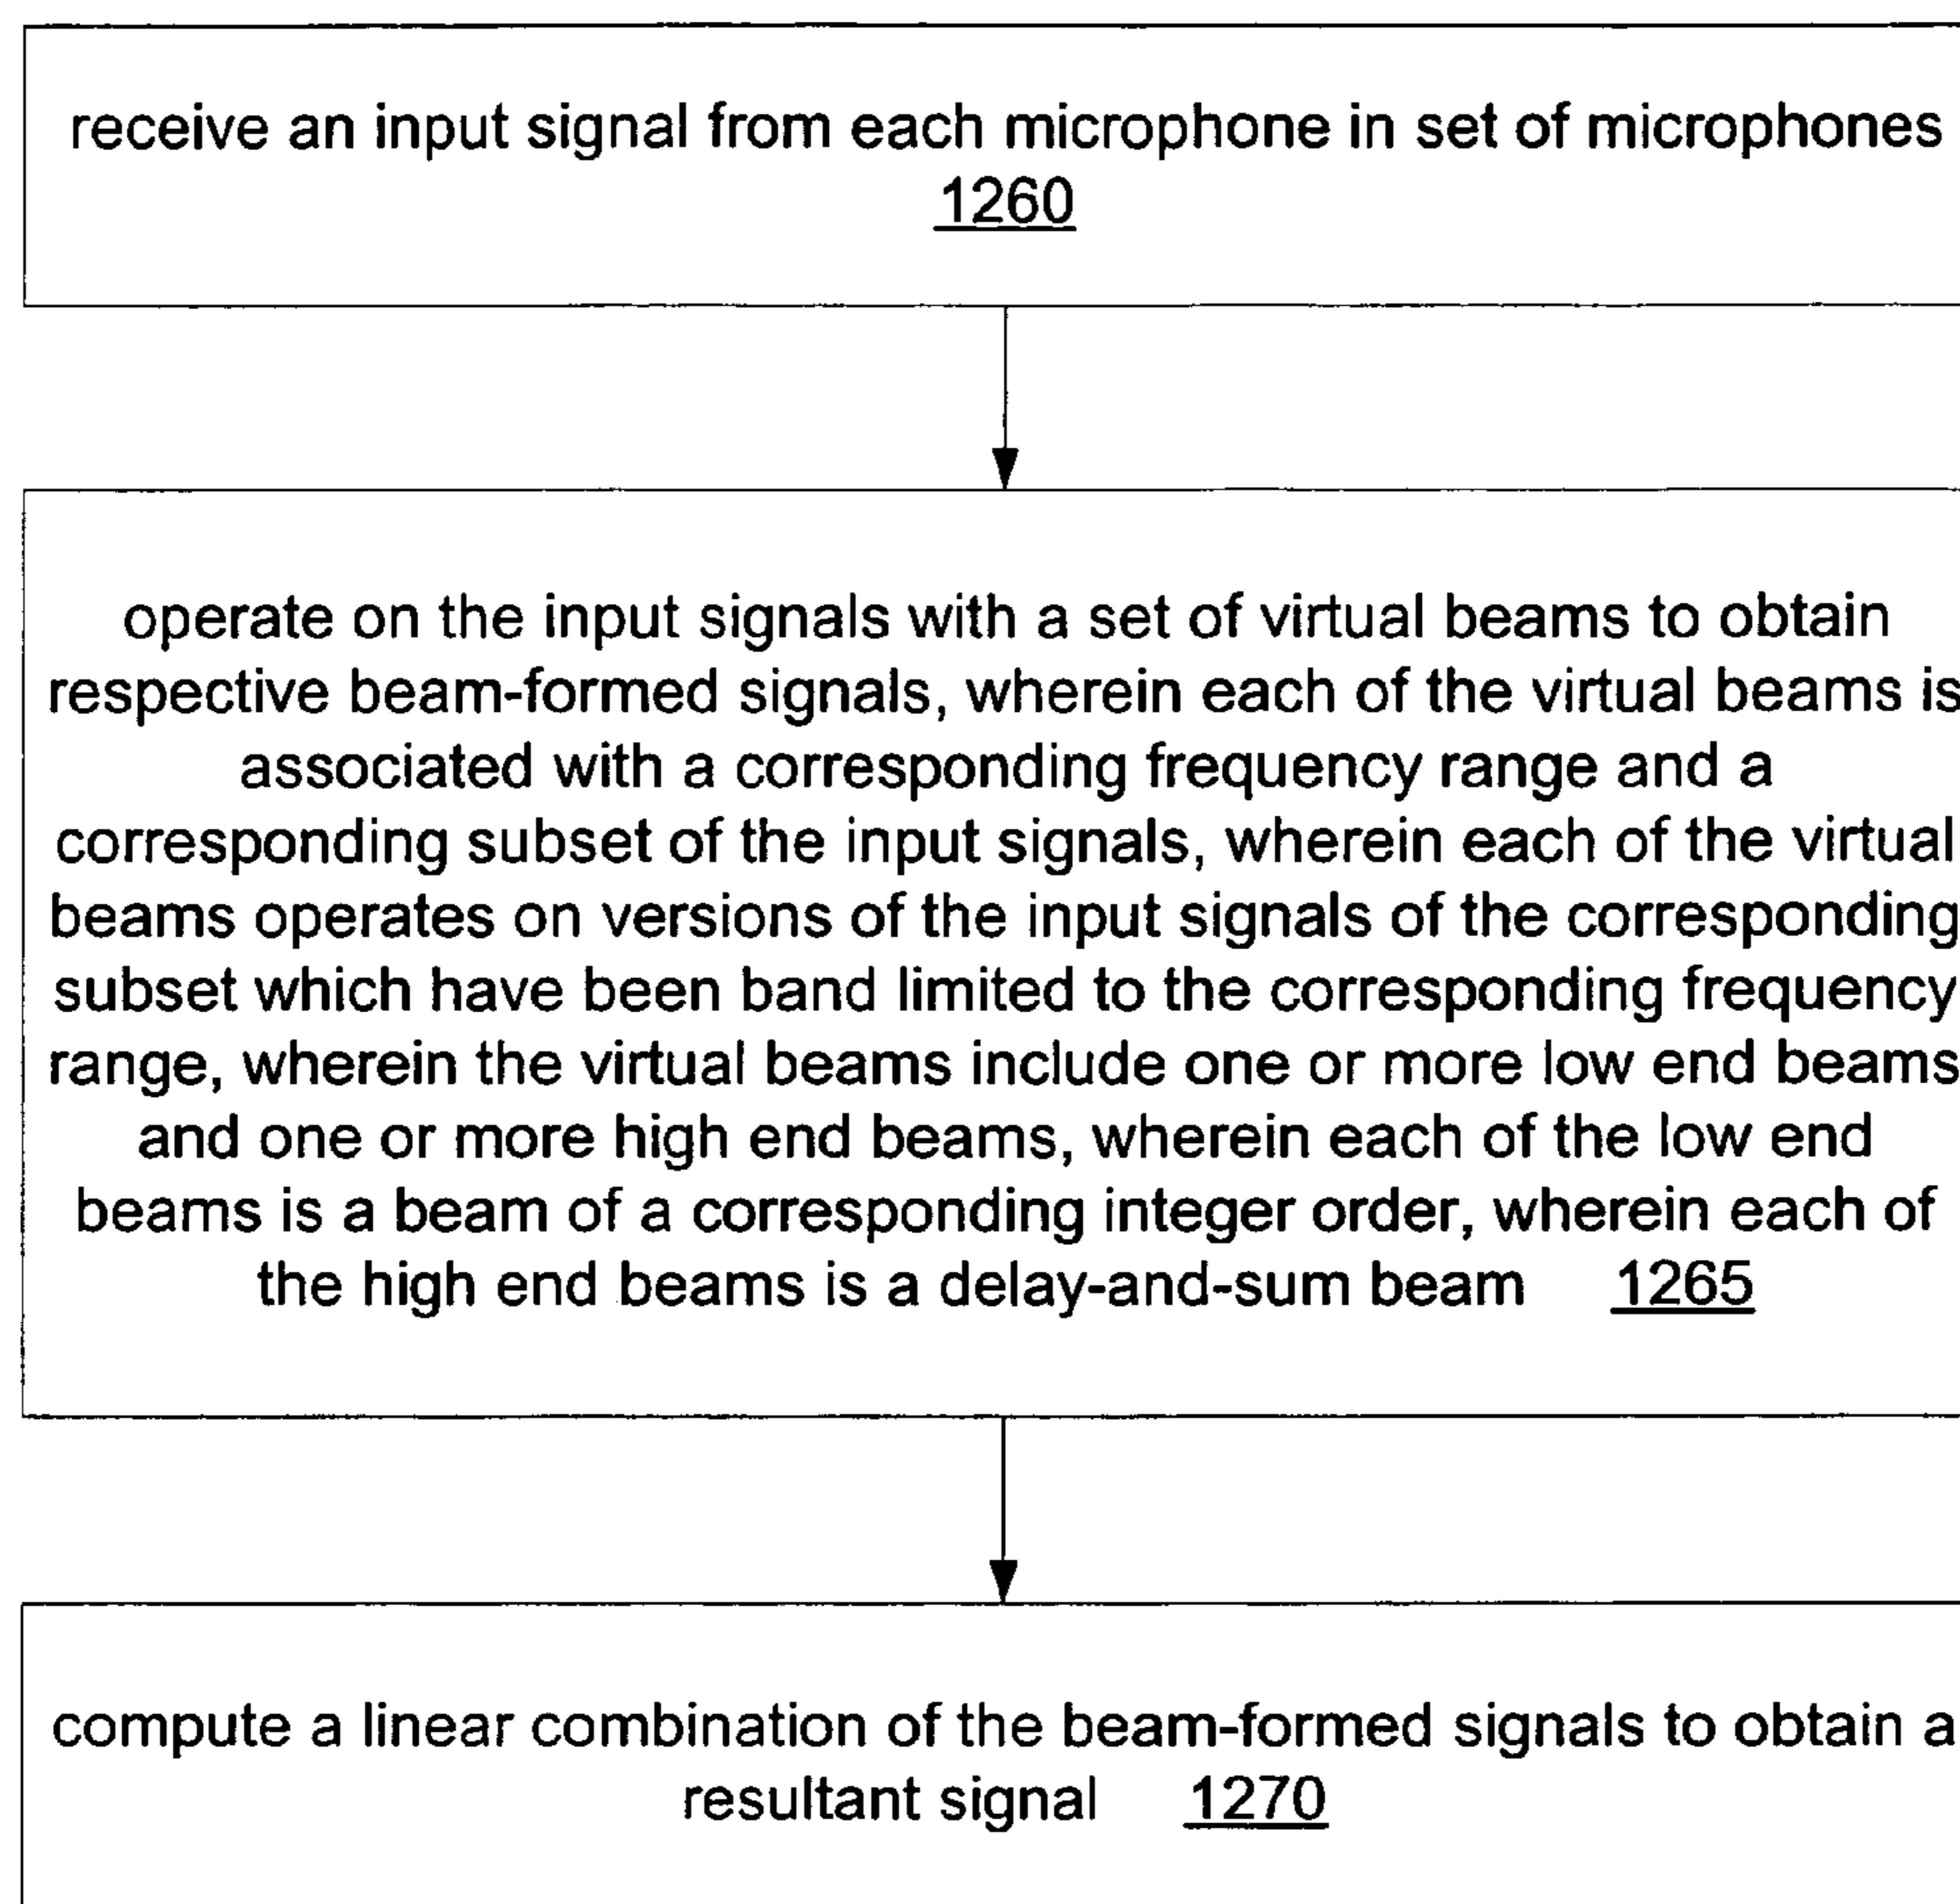 receive an input signal from each microphone in set of microphones
1260
operate on the input signals with a set of virtual beams to obtain
respective beam-formed signals, wherein each of the virtual beams is
associated with a corresponding frequency range and a
corresponding subset of the input signals, wherein each of the virtual
beams operates on versions of the input signals of the corresponding
subset which have been band limited to the corresponding frequency
range, wherein the virtual beams include one or more low end beams
and one or more high end beams, wherein each of the low end
beams is a beam of a corresponding integer order, wherein each of
the high end beams is a delay-and-sum beam 1265
compute a linear combination of the beam-formed signals to obtain a
resultant signal 1270